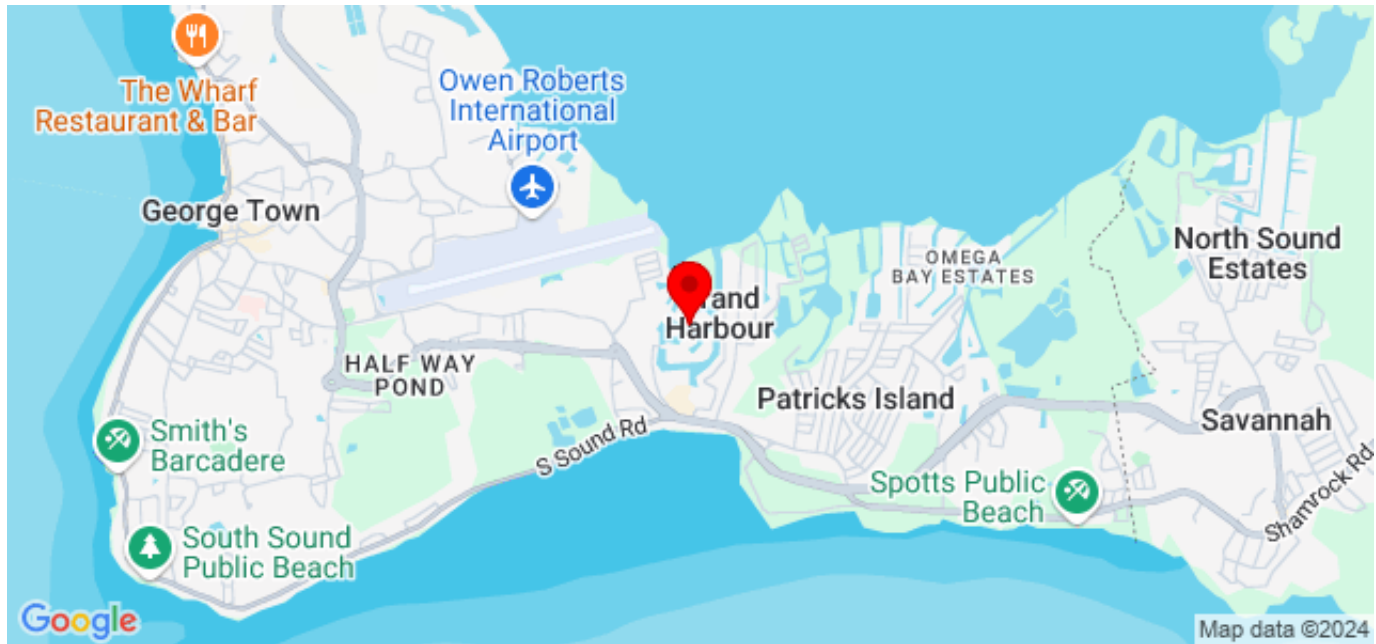 The Wharf
Restaurant & Bar
Owen Roberts
International
Airport
George Town
North Sound
Estates
OMEGA
BAY ESTATES
rand
Harbour
HALF WAY
POND
Patricks Island
Savannah
Smith's
Barcadere
S Sound Rd
Spotts Public
Beach
Shamrock Rd
South Sound
Public Beach
Google
Map data ©2024